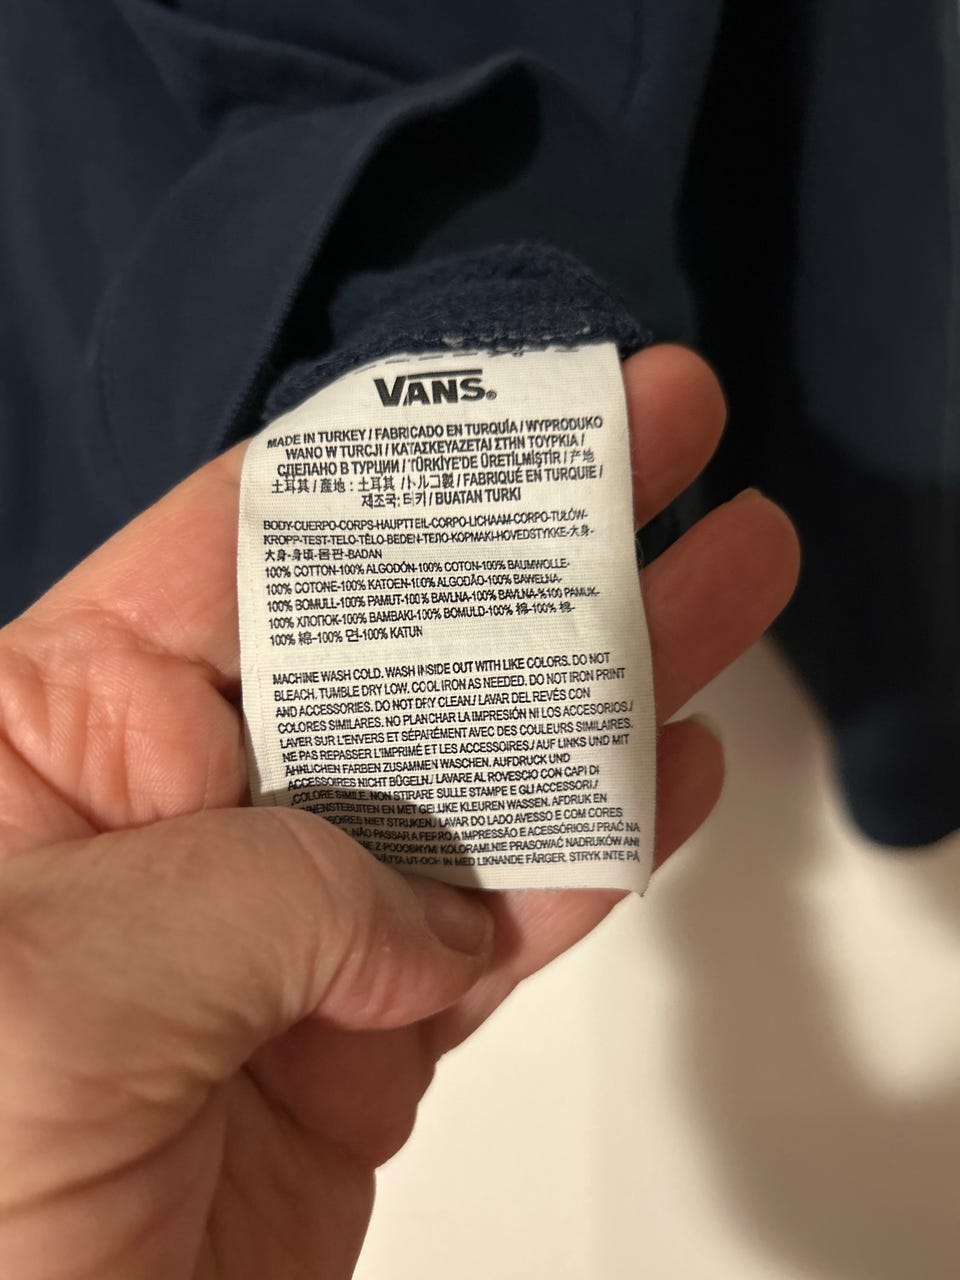 VANS®
MADE IN TURKEY / FABRICADO EN TURQUÍA / WYPRODUKO
WANO W TURCJI / ΚΑΤΑΣΚΕΥΑΖΕΤΑΙ ΣΤΗΝ ΤΟΥΡΚΙΑ /
СДЕЛАНО В ТУРЦИИ / TÜRKİYE'DE ÜRETİLMİŞTİR / 产地
土耳其 / 產地 : 土耳其 / トルコ製 / FABRIQUÉ EN TURQUIE /
제조국: 터키 / BUATAN TURKI
BODY-CUERPO-CORPS-HAUPTTEIL-CORPO-LICHAAM-CORPO-TUŁÓW-
KROPP-TEST-TELO-TĚLO-BEDEN-ТЕЛО-ΚΟΡΜΑΚΙ-HOVEDSTYKKE-大身-
大身-身頃-몸판-BADAN
100% COTTON-100% ALGODÓN-100% COTON-100% BAUMWOLLE-
100% COTONE-100% KATOEN-100% ALGODÃO-100% BAWEŁNA-
100% BOMULL-100% PAMUT-100% BAVLNA-100% BAVLNA-%100 PAMUK-
100% ХЛОПОК-100% ΒΑΜΒΑΚΙ-100% BOMULD-100% 棉-100% 棉-
100% 綿-100% 면-100% KATUN
MACHINE WASH COLD. WASH INSIDE OUT WITH LIKE COLORS. DO NOT
BLEACH. TUMBLE DRY LOW. COOL IRON AS NEEDED. DO NOT IRON PRINT
AND ACCESSORIES. DO NOT DRY CLEAN./ LAVAR DEL REVÉS CON
COLORES SIMILARES. NO PLANCHAR LA IMPRESIÓN NI LOS ACCESORIOS./
LAVER SUR L'ENVERS ET SÉPARÉMENT AVEC DES COULEURS SIMILAIRES.
NE PAS REPASSER L'IMPRIMÉ ET LES ACCESSOIRES./ AUF LINKS UND MIT
ÄHNLICHEN FARBEN ZUSAMMEN WASCHEN. AUFDRUCK UND
ACCESSOIRES NICHT BÜGELN./ LAVARE AL ROVESCIO CON CAPI DI
COLORE SIMILE. NON STIRARE SULLE STAMPE E GLI ACCESSORI./
BINNENSTEBUITEN EN MET GELIJKE KLEUREN WASSEN. AFDRUK EN
NIET STRIJKEN./ LAVAR DO LADO AVESSO E COM CORES
NÃO PASSAR A FERRO A IMPRESSÃO E ACESSÓRIOS./ PRAĆ NA
Z PODOBNYMI KOLORAMI.NIE PRASOWAĆ NADRUKÓW ANI
UT-OCH IN MED LIKNANDE FÄRGER. STRYK INTE PÅ